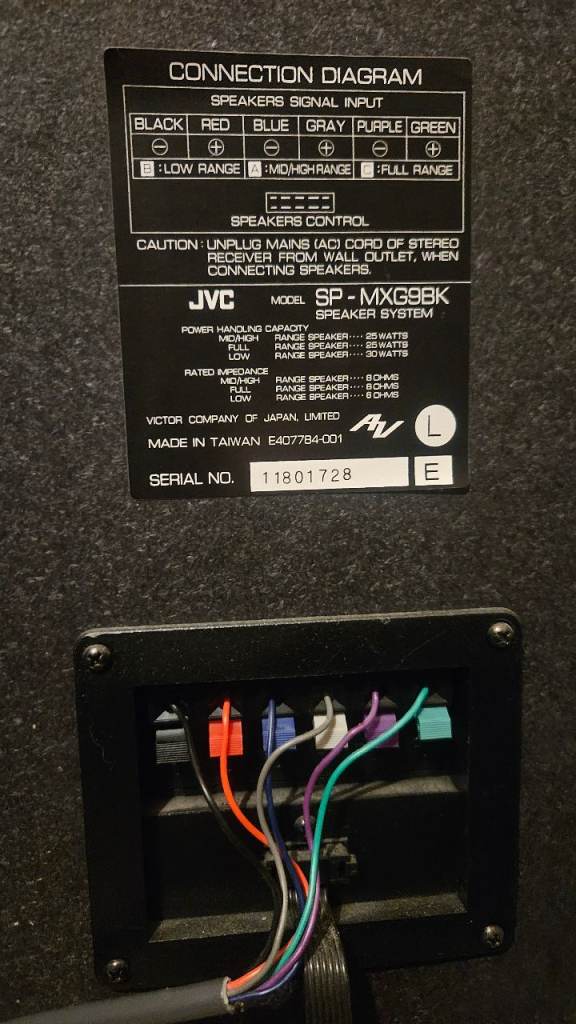 CONNECTION DIAGRAM
SPEAKERS SIGNAL INPUT
BLACK RED BLUE GRAY PURPLE GREEN
⊖ ⊕ ⊖ ⊕ ⊖ ⊕
B : LOW RANGE A : MID/HIGH RANGE C : FULL RANGE
SPEAKERS CONTROL
CAUTION : UNPLUG MAINS (AC) CORD OF STEREO
RECEIVER FROM WALL OUTLET, WHEN
CONNECTING SPEAKERS.
JVC MODEL SP-MXG9BK
SPEAKER SYSTEM
POWER HANDLING CAPACITY
MID/HIGH RANGE SPEAKER···· 25 WATTS
FULL RANGE SPEAKER···· 25 WATTS
LOW RANGE SPEAKER···· 30 WATTS
RATED IMPEDANCE
MID/HIGH RANGE SPEAKER···· 8 OHMS
FULL RANGE SPEAKER···· 8 OHMS
LOW RANGE SPEAKER···· 6 OHMS
VICTOR COMPANY OF JAPAN, LIMITED AV L
MADE IN TAIWAN E407784-001
SERIAL NO. 11801728 E